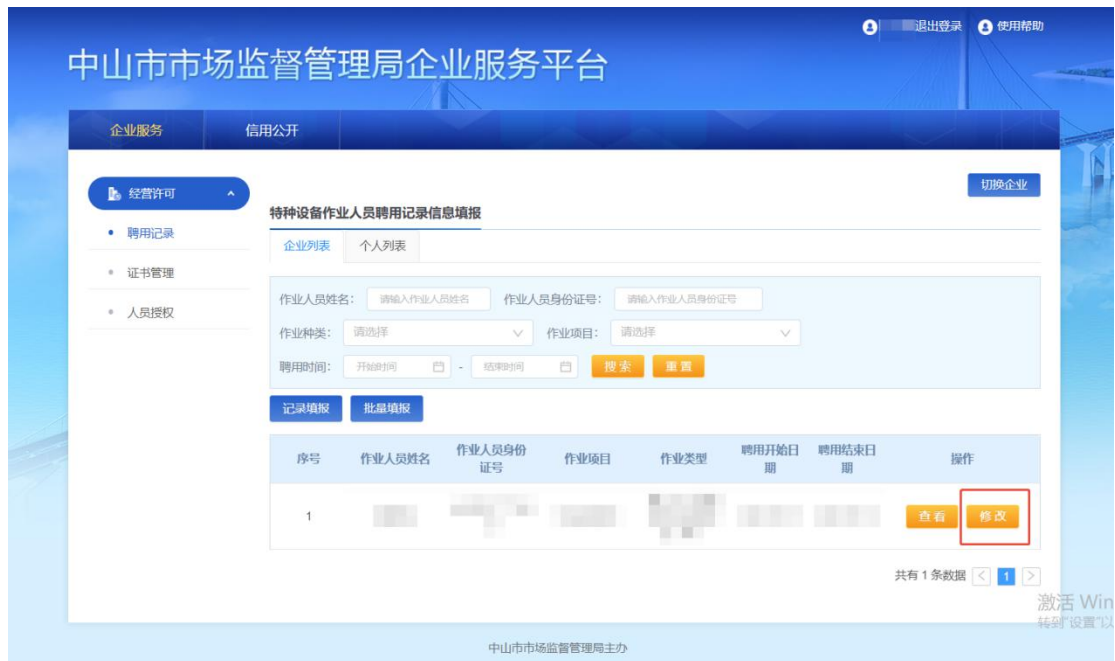 退出登录 使用帮助
中山市市场监督管理局企业服务平台
企业服务 信用公开
切换企业
经营许可
聘用记录
证书管理
人员授权
特种设备作业人员聘用记录信息填报
企业列表 个人列表
作业人员姓名： 请输入作业人员姓名 作业人员身份证号： 请输入作业人员身份证号
作业种类： 请选择 作业项目： 请选择
聘用时间： 开始时间 - 结束时间 搜索 重置
记录填报 批量填报
序号 作业人员姓名 作业人员身份证号 作业项目 作业类型 聘用开始日期 聘用结束日期 操作
1 查看 修改
共有 1 条数据 < 1 >
激活 Win
转到"设置"以
中山市市场监督管理局主办